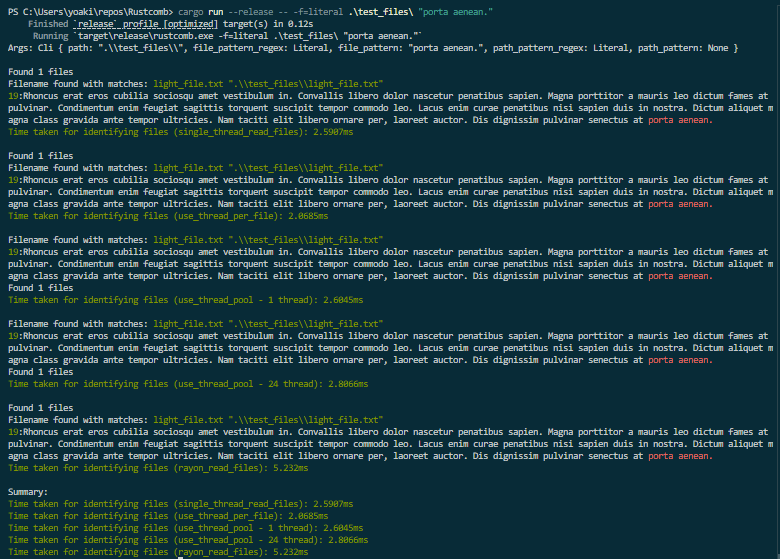 PS C:\Users\yoaki\repos\Rustcomb> cargo run --release -- -f=literal .\test_files\ "porta aenean."
Finished `release` profile [optimized] target(s) in 0.12s
Running `target\release\rustcomb.exe -f=literal .\test_files\ "porta aenean."`
Args: Cli { path: ".\\test_files\\", file_pattern_regex: Literal, file_pattern: "porta aenean.", path_pattern_regex: Literal, path_pattern: None }
Found 1 files
Filename found with matches: light_file.txt ".\\test_files\\light_file.txt"
19:Rhoncus erat eros cubilia sociosqu amet vestibulum in. Convallis libero dolor nascetur penatibus sapien. Magna porttitor a mauris leo dictum fames at
pulvinar. Condimentum enim feugiat sagittis torquent suscipit tempor commodo leo. Lacus enim curae penatibus nisi sapien duis in nostra. Dictum aliquet m
agna class gravida ante tempor ultricies. Nam taciti elit libero ornare per, laoreet auctor. Dis dignissim pulvinar senectus at porta aenean.
Time taken for identifying files (single_thread_read_files): 2.5907ms
Found 1 files
Filename found with matches: light_file.txt ".\\test_files\\light_file.txt"
19:Rhoncus erat eros cubilia sociosqu amet vestibulum in. Convallis libero dolor nascetur penatibus sapien. Magna porttitor a mauris leo dictum fames at
pulvinar. Condimentum enim feugiat sagittis torquent suscipit tempor commodo leo. Lacus enim curae penatibus nisi sapien duis in nostra. Dictum aliquet m
agna class gravida ante tempor ultricies. Nam taciti elit libero ornare per, laoreet auctor. Dis dignissim pulvinar senectus at porta aenean.
Time taken for identifying files (use_thread_per_file): 2.0685ms
Filename found with matches: light_file.txt ".\\test_files\\light_file.txt"
19:Rhoncus erat eros cubilia sociosqu amet vestibulum in. Convallis libero dolor nascetur penatibus sapien. Magna porttitor a mauris leo dictum fames at
pulvinar. Condimentum enim feugiat sagittis torquent suscipit tempor commodo leo. Lacus enim curae penatibus nisi sapien duis in nostra. Dictum aliquet m
agna class gravida ante tempor ultricies. Nam taciti elit libero ornare per, laoreet auctor. Dis dignissim pulvinar senectus at porta aenean.
Found 1 files
Time taken for identifying files (use_thread_pool - 1 thread): 2.6045ms
Filename found with matches: light_file.txt ".\\test_files\\light_file.txt"
19:Rhoncus erat eros cubilia sociosqu amet vestibulum in. Convallis libero dolor nascetur penatibus sapien. Magna porttitor a mauris leo dictum fames at
pulvinar. Condimentum enim feugiat sagittis torquent suscipit tempor commodo leo. Lacus enim curae penatibus nisi sapien duis in nostra. Dictum aliquet m
agna class gravida ante tempor ultricies. Nam taciti elit libero ornare per, laoreet auctor. Dis dignissim pulvinar senectus at porta aenean.
Found 1 files
Time taken for identifying files (use_thread_pool - 24 thread): 2.8066ms
Found 1 files
Filename found with matches: light_file.txt ".\\test_files\\light_file.txt"
19:Rhoncus erat eros cubilia sociosqu amet vestibulum in. Convallis libero dolor nascetur penatibus sapien. Magna porttitor a mauris leo dictum fames at
pulvinar. Condimentum enim feugiat sagittis torquent suscipit tempor commodo leo. Lacus enim curae penatibus nisi sapien duis in nostra. Dictum aliquet m
agna class gravida ante tempor ultricies. Nam taciti elit libero ornare per, laoreet auctor. Dis dignissim pulvinar senectus at porta aenean.
Time taken for identifying files (rayon_read_files): 5.232ms
Summary:
Time taken for identifying files (single_thread_read_files): 2.5907ms
Time taken for identifying files (use_thread_per_file): 2.0685ms
Time taken for identifying files (use_thread_pool - 1 thread): 2.6045ms
Time taken for identifying files (use_thread_pool - 24 thread): 2.8066ms
Time taken for identifying files (rayon_read_files): 5.232ms